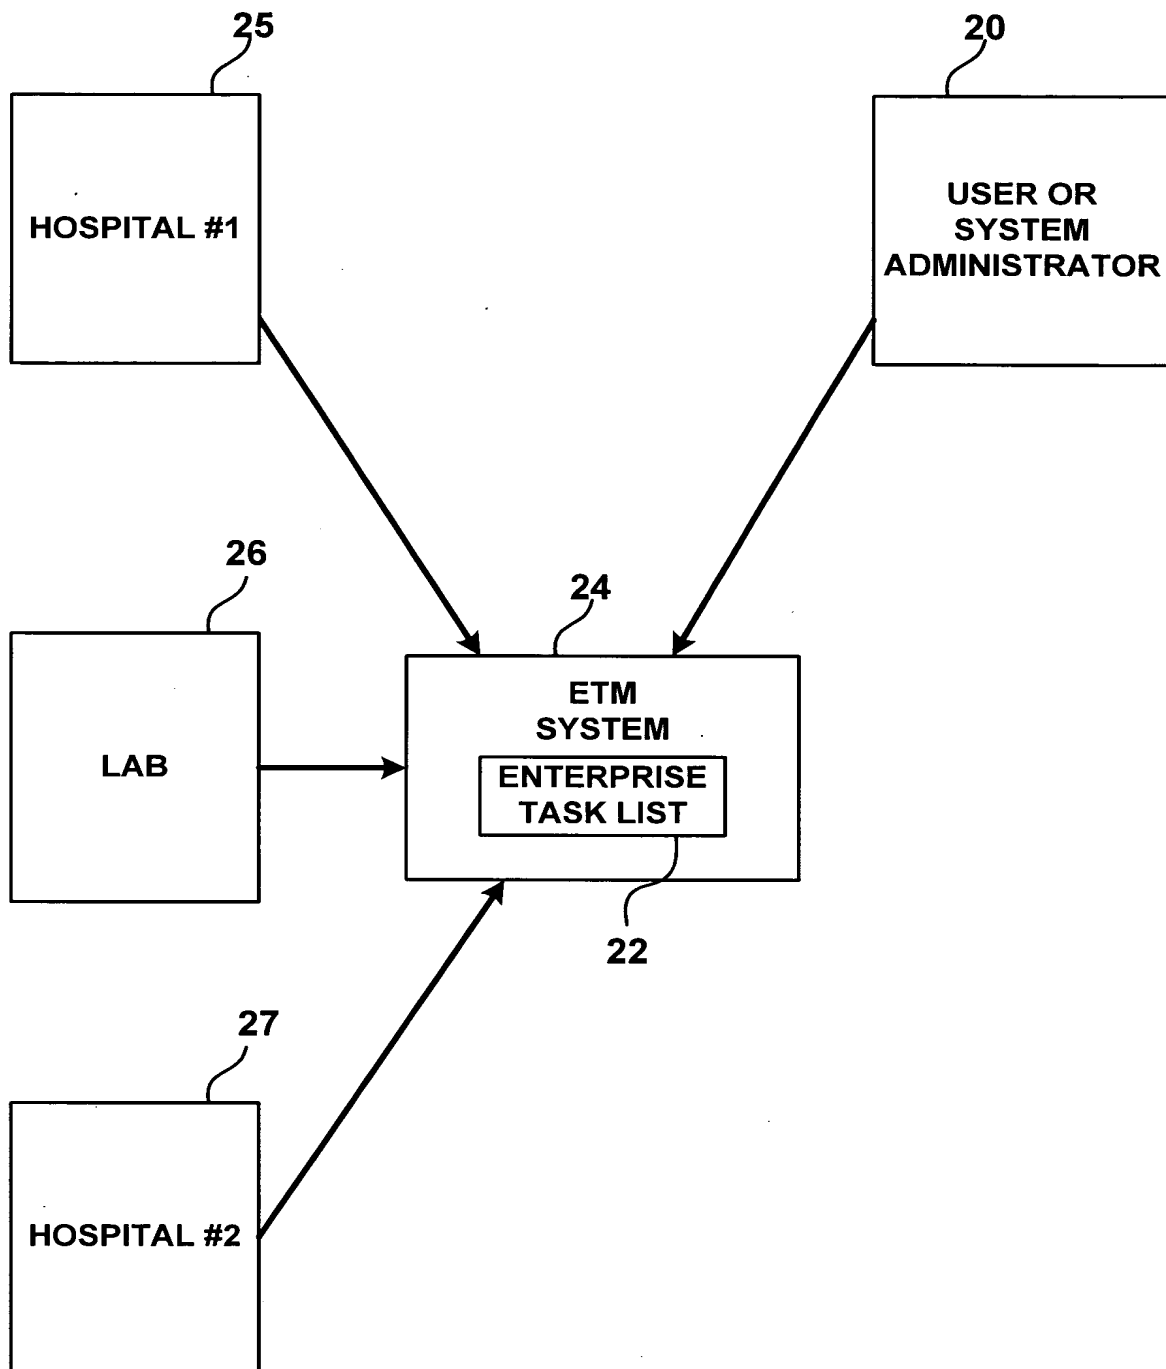 25
20
HOSPITAL #1
USER OR
SYSTEM
ADMINISTRATOR
26
24
LAB
ETM
SYSTEM
ENTERPRISE
TASK LIST
22
27
HOSPITAL #2